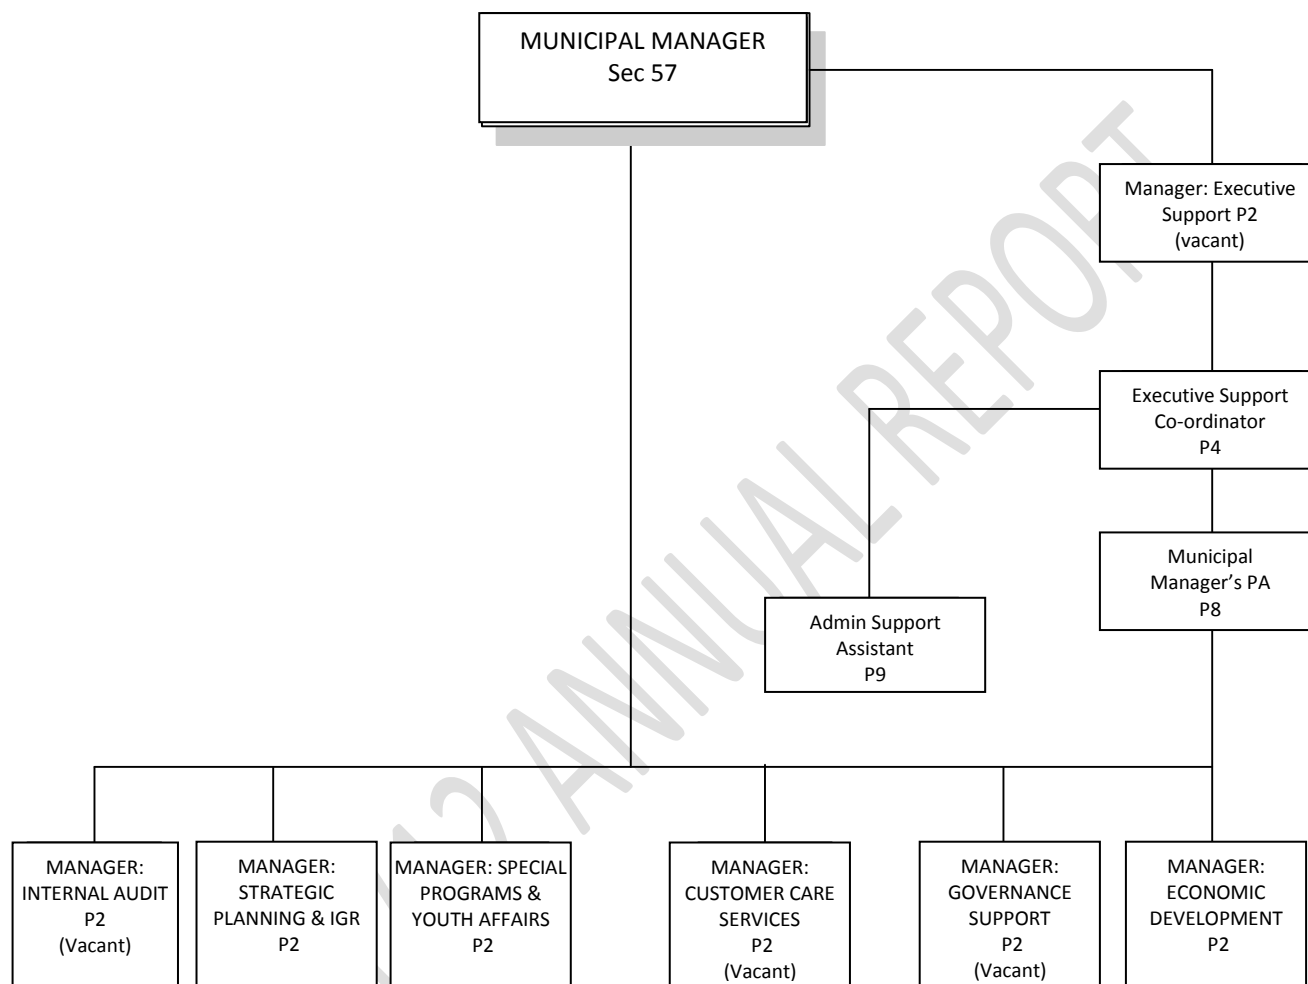 MUNICIPAL MANAGER
Sec 57
Manager: Executive
Support P2
(vacant)
Executive Support
Co-ordinator
P4
Municipal
Manager’s PA
P8
Admin Support
Assistant
P9
MANAGER:
INTERNAL AUDIT
P2
(Vacant)
MANAGER:
STRATEGIC
PLANNING & IGR
P2
MANAGER: SPECIAL
PROGRAMS &
YOUTH AFFAIRS
P2
MANAGER:
CUSTOMER CARE
SERVICES
P2
(Vacant)
MANAGER:
GOVERNANCE
SUPPORT
P2
(Vacant)
MANAGER:
ECONOMIC
DEVELOPMENT
P2
12 ANNUAL REPORT